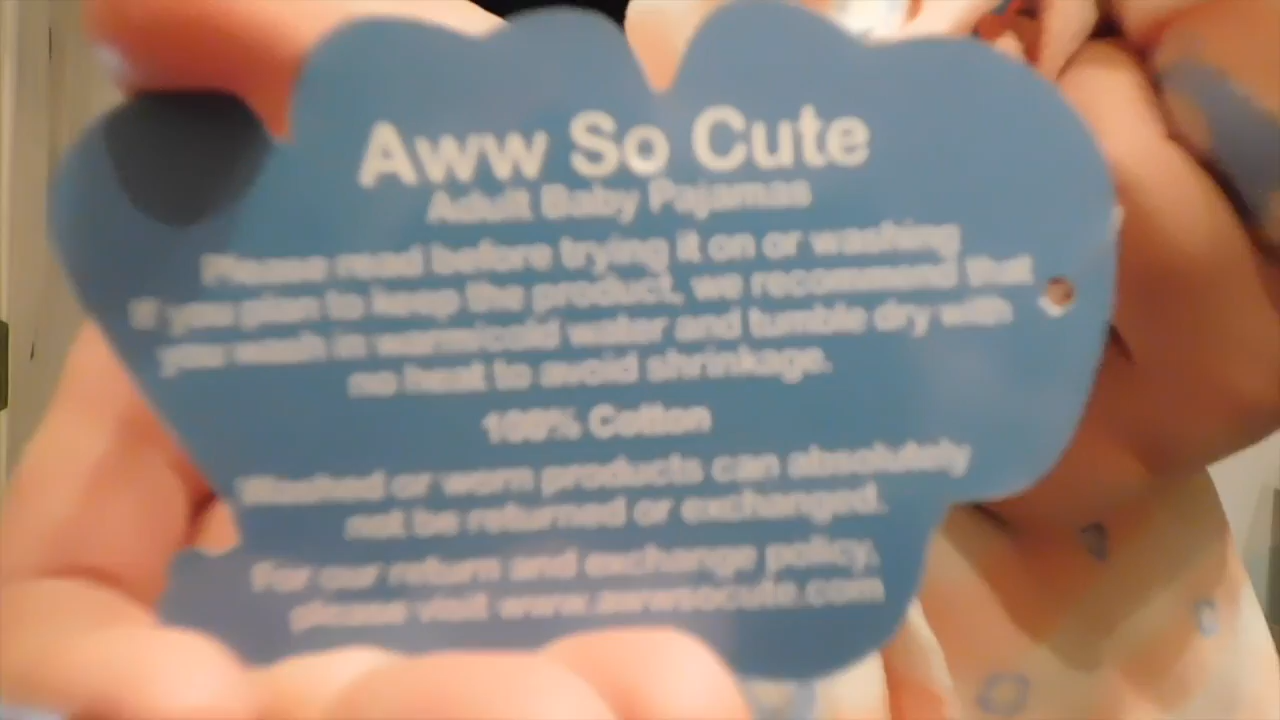 Aww So Cute
Adult Baby Pajamas
Please read before trying it on or washing
If you plan to keep the product, we recommend that
you wash in warm/cold water and tumble dry with
no heat to avoid shrinkage.
100% Cotton
Washed or worn products can absolutely
not be returned or exchanged.
For our return and exchange policy,
please visit www.awwsocute.com